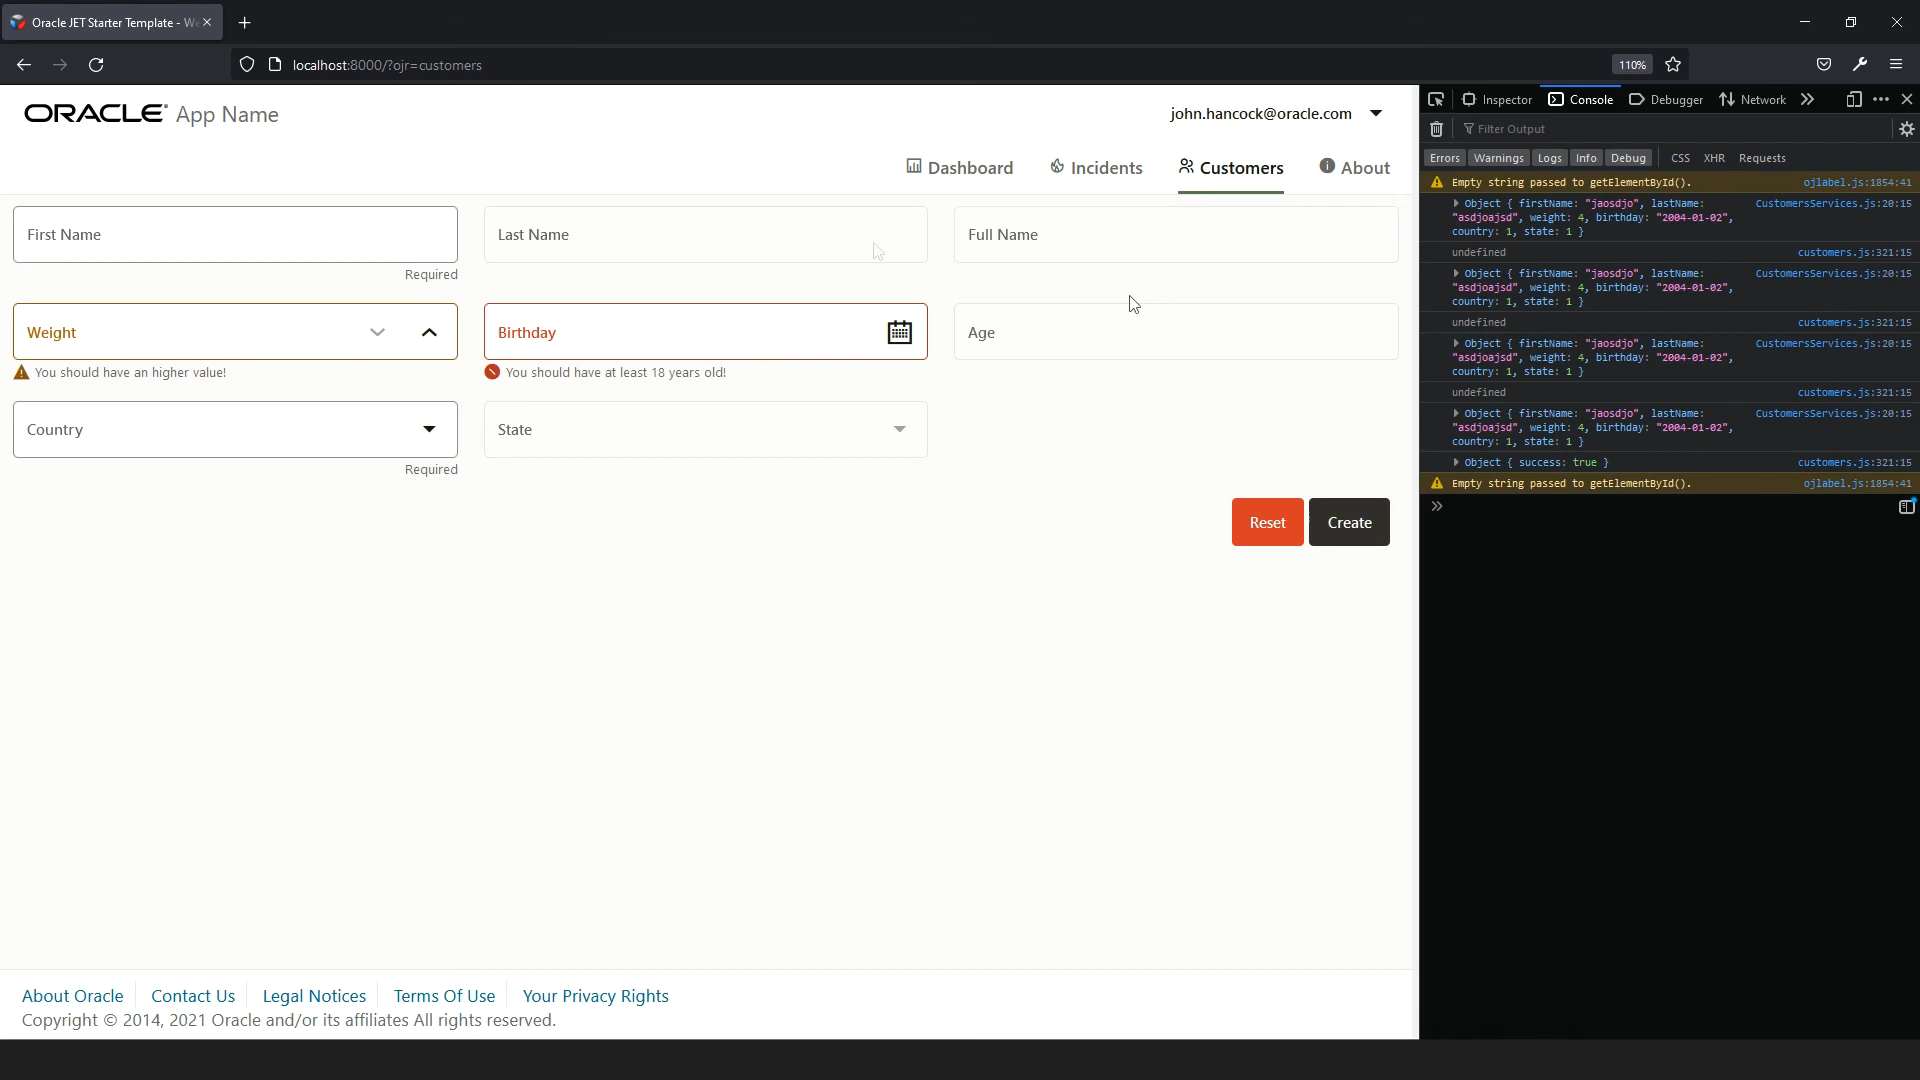 Oracle JET Starter Template - We
localhost:8000/?ojr=customers
110%
ORACLE App Name
john.hancock@oracle.com
Dashboard
Incidents
Customers
About
First Name
Required
Last Name
Full Name
Weight
You should have an higher value!
Birthday
You should have at least 18 years old!
Age
Country
Required
State
Reset
Create
About Oracle
Contact Us
Legal Notices
Terms Of Use
Your Privacy Rights
Copyright © 2014, 2021 Oracle and/or its affiliates All rights reserved.
Inspector
Console
Debugger
Network
Filter Output
Errors
Warnings
Logs
Info
Debug
CSS
XHR
Requests
Empty string passed to getElementById(). ojlabel.js:1854:41
Object { firstName: "jaosdjo", lastName: CustomersServices.js:20:15
"asdjoajsd", weight: 4, birthday: "2004-01-02",
country: 1, state: 1 }
undefined customers.js:321:15
Object { firstName: "jaosdjo", lastName: CustomersServices.js:20:15
"asdjoajsd", weight: 4, birthday: "2004-01-02",
country: 1, state: 1 }
undefined customers.js:321:15
Object { firstName: "jaosdjo", lastName: CustomersServices.js:20:15
"asdjoajsd", weight: 4, birthday: "2004-01-02",
country: 1, state: 1 }
undefined customers.js:321:15
Object { firstName: "jaosdjo", lastName: CustomersServices.js:20:15
"asdjoajsd", weight: 4, birthday: "2004-01-02",
country: 1, state: 1 }
Object { success: true } customers.js:321:15
Empty string passed to getElementById(). ojlabel.js:1854:41